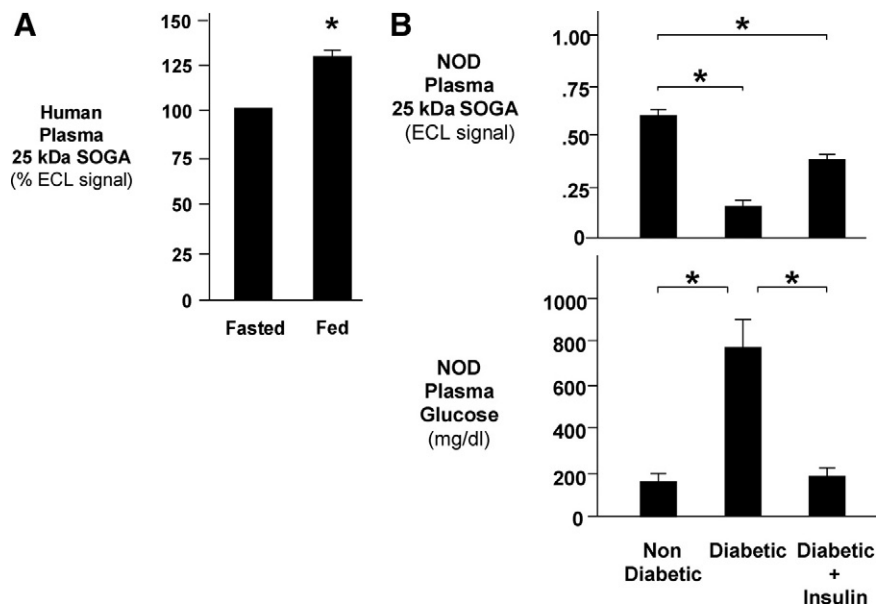 A
Human
Plasma
25 kDa SOGA
(% ECL signal)
150
125
100
75
50
25
0
*
Fasted Fed
B
NOD
Plasma
25 kDa SOGA
(ECL signal)
1.00
.75
.50
.25
0
*
*
NOD
Plasma
Glucose
(mg/dl)
1000
800
600
400
200
0
* *
Non
Diabetic
Diabetic
Diabetic
+
Insulin